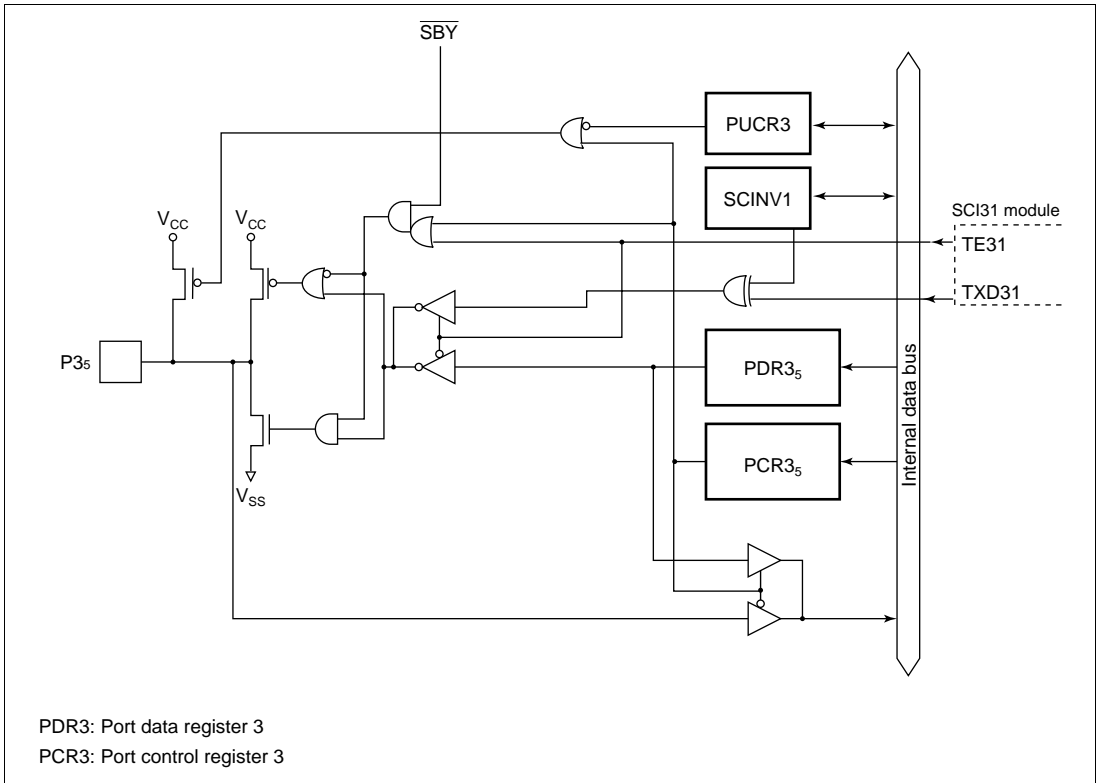 SBY
PUCR3
SCINV1
SCI31 module
TE31
TXD31
VCC
VCC
P35
PDR35
PCR35
VSS
Internal data bus
PDR3: Port data register 3
PCR3: Port control register 3